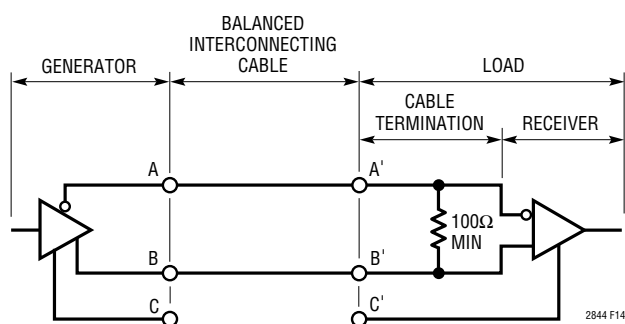 BALANCED
INTERCONNECTING
CABLE
GENERATOR
LOAD
CABLE
TERMINATION
RECEIVER
A
A'
100Ω
MIN
B
B'
C
C'
2844 F14